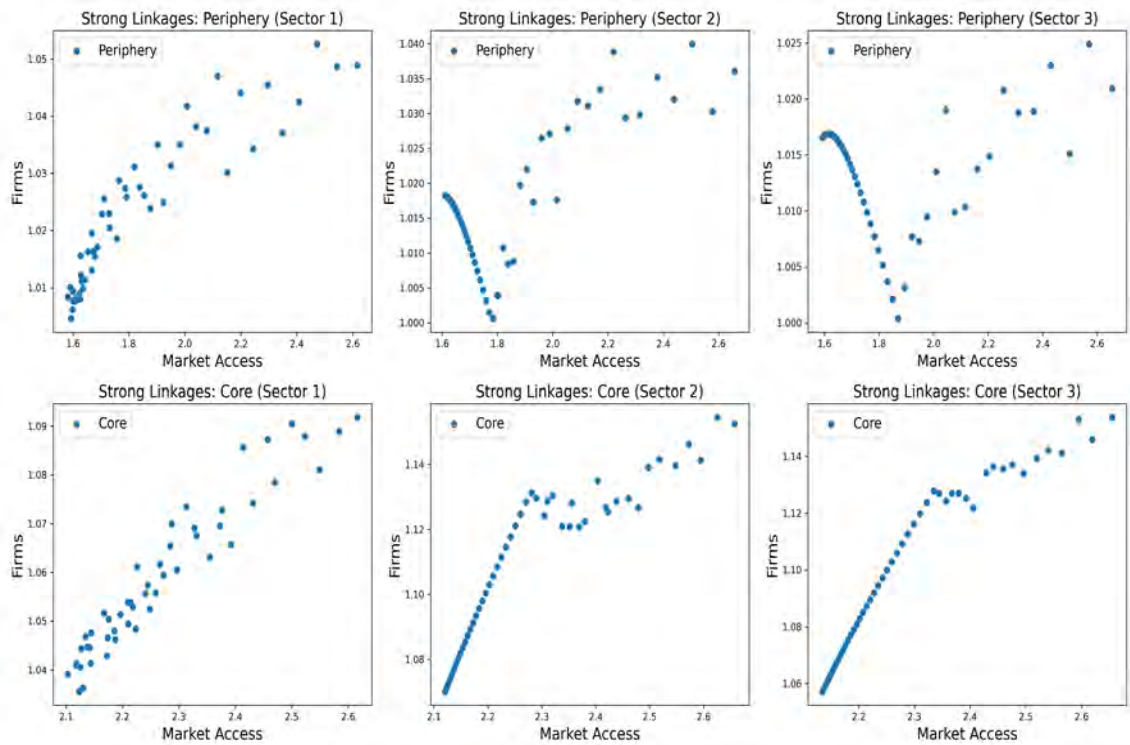 Strong Linkages: Periphery (Sector 1)
Periphery
1.05
1.04
1.03
1.02
1.01
Firms
1.6
1.8
2.0
2.2
2.4
2.6
Market Access
Strong Linkages: Periphery (Sector 2)
Periphery
1.040
1.035
1.030
1.025
1.020
1.015
1.010
1.005
1.000
Firms
1.6
1.8
2.0
2.2
2.4
2.6
Market Access
Strong Linkages: Periphery (Sector 3)
Periphery
1.025
1.020
1.015
1.010
1.005
1.000
Firms
1.6
1.8
2.0
2.2
2.4
2.6
Market Access
Strong Linkages: Core (Sector 1)
Core
1.09
1.08
1.07
1.06
1.05
1.04
Firms
2.1
2.2
2.3
2.4
2.5
2.6
Market Access
Strong Linkages: Core (Sector 2)
Core
1.14
1.12
1.10
1.08
Firms
2.1
2.2
2.3
2.4
2.5
2.6
Market Access
Strong Linkages: Core (Sector 3)
Core
1.14
1.12
1.10
1.08
1.06
Firms
2.2
2.3
2.4
2.5
2.6
Market Access